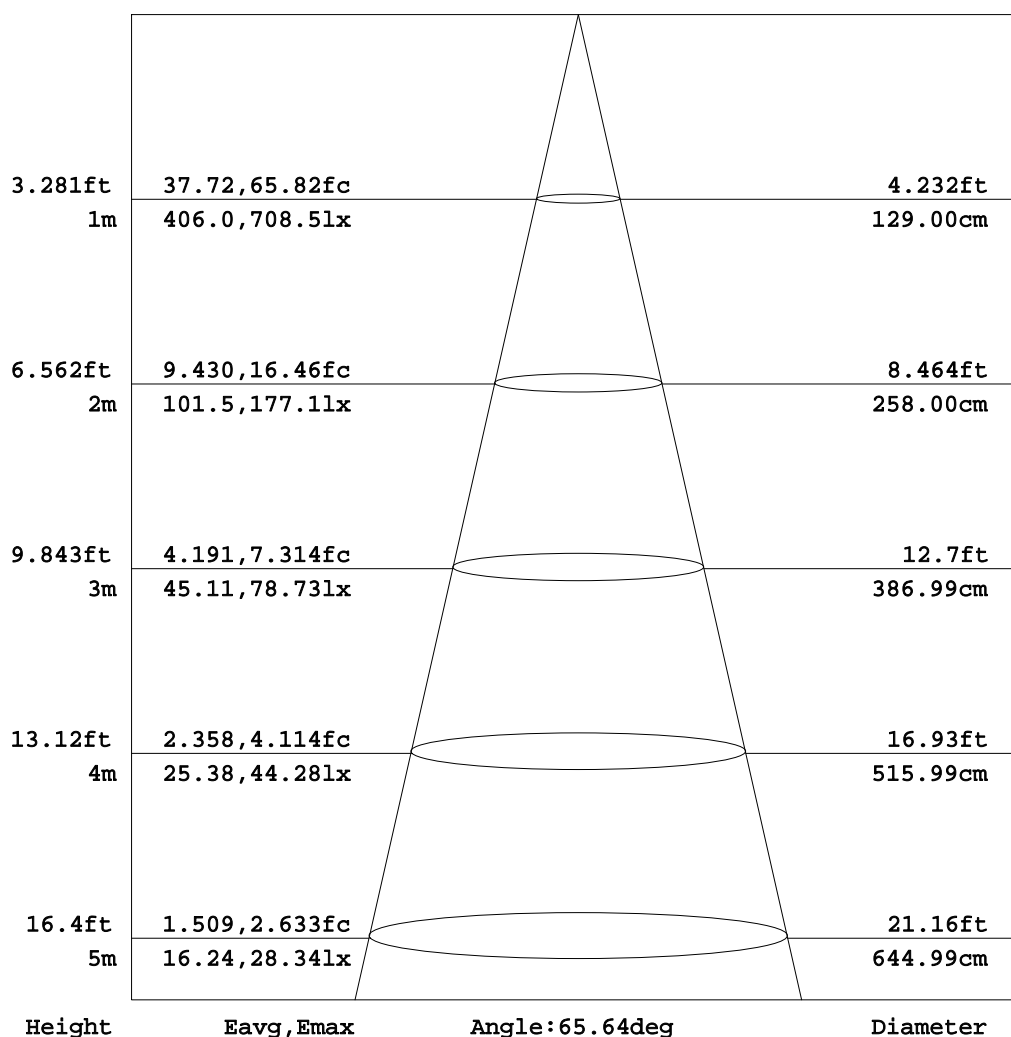 3.281ft 37.72,65.82fc 4.232ft
1m 406.0,708.5lx 129.00cm
6.562ft 9.430,16.46fc 8.464ft
2m 101.5,177.1lx 258.00cm
9.843ft 4.191,7.314fc 12.7ft
3m 45.11,78.73lx 386.99cm
13.12ft 2.358,4.114fc 16.93ft
4m 25.38,44.28lx 515.99cm
16.4ft 1.509,2.633fc 21.16ft
5m 16.24,28.34lx 644.99cm
Height Eavg,Emax Angle:65.64deg Diameter